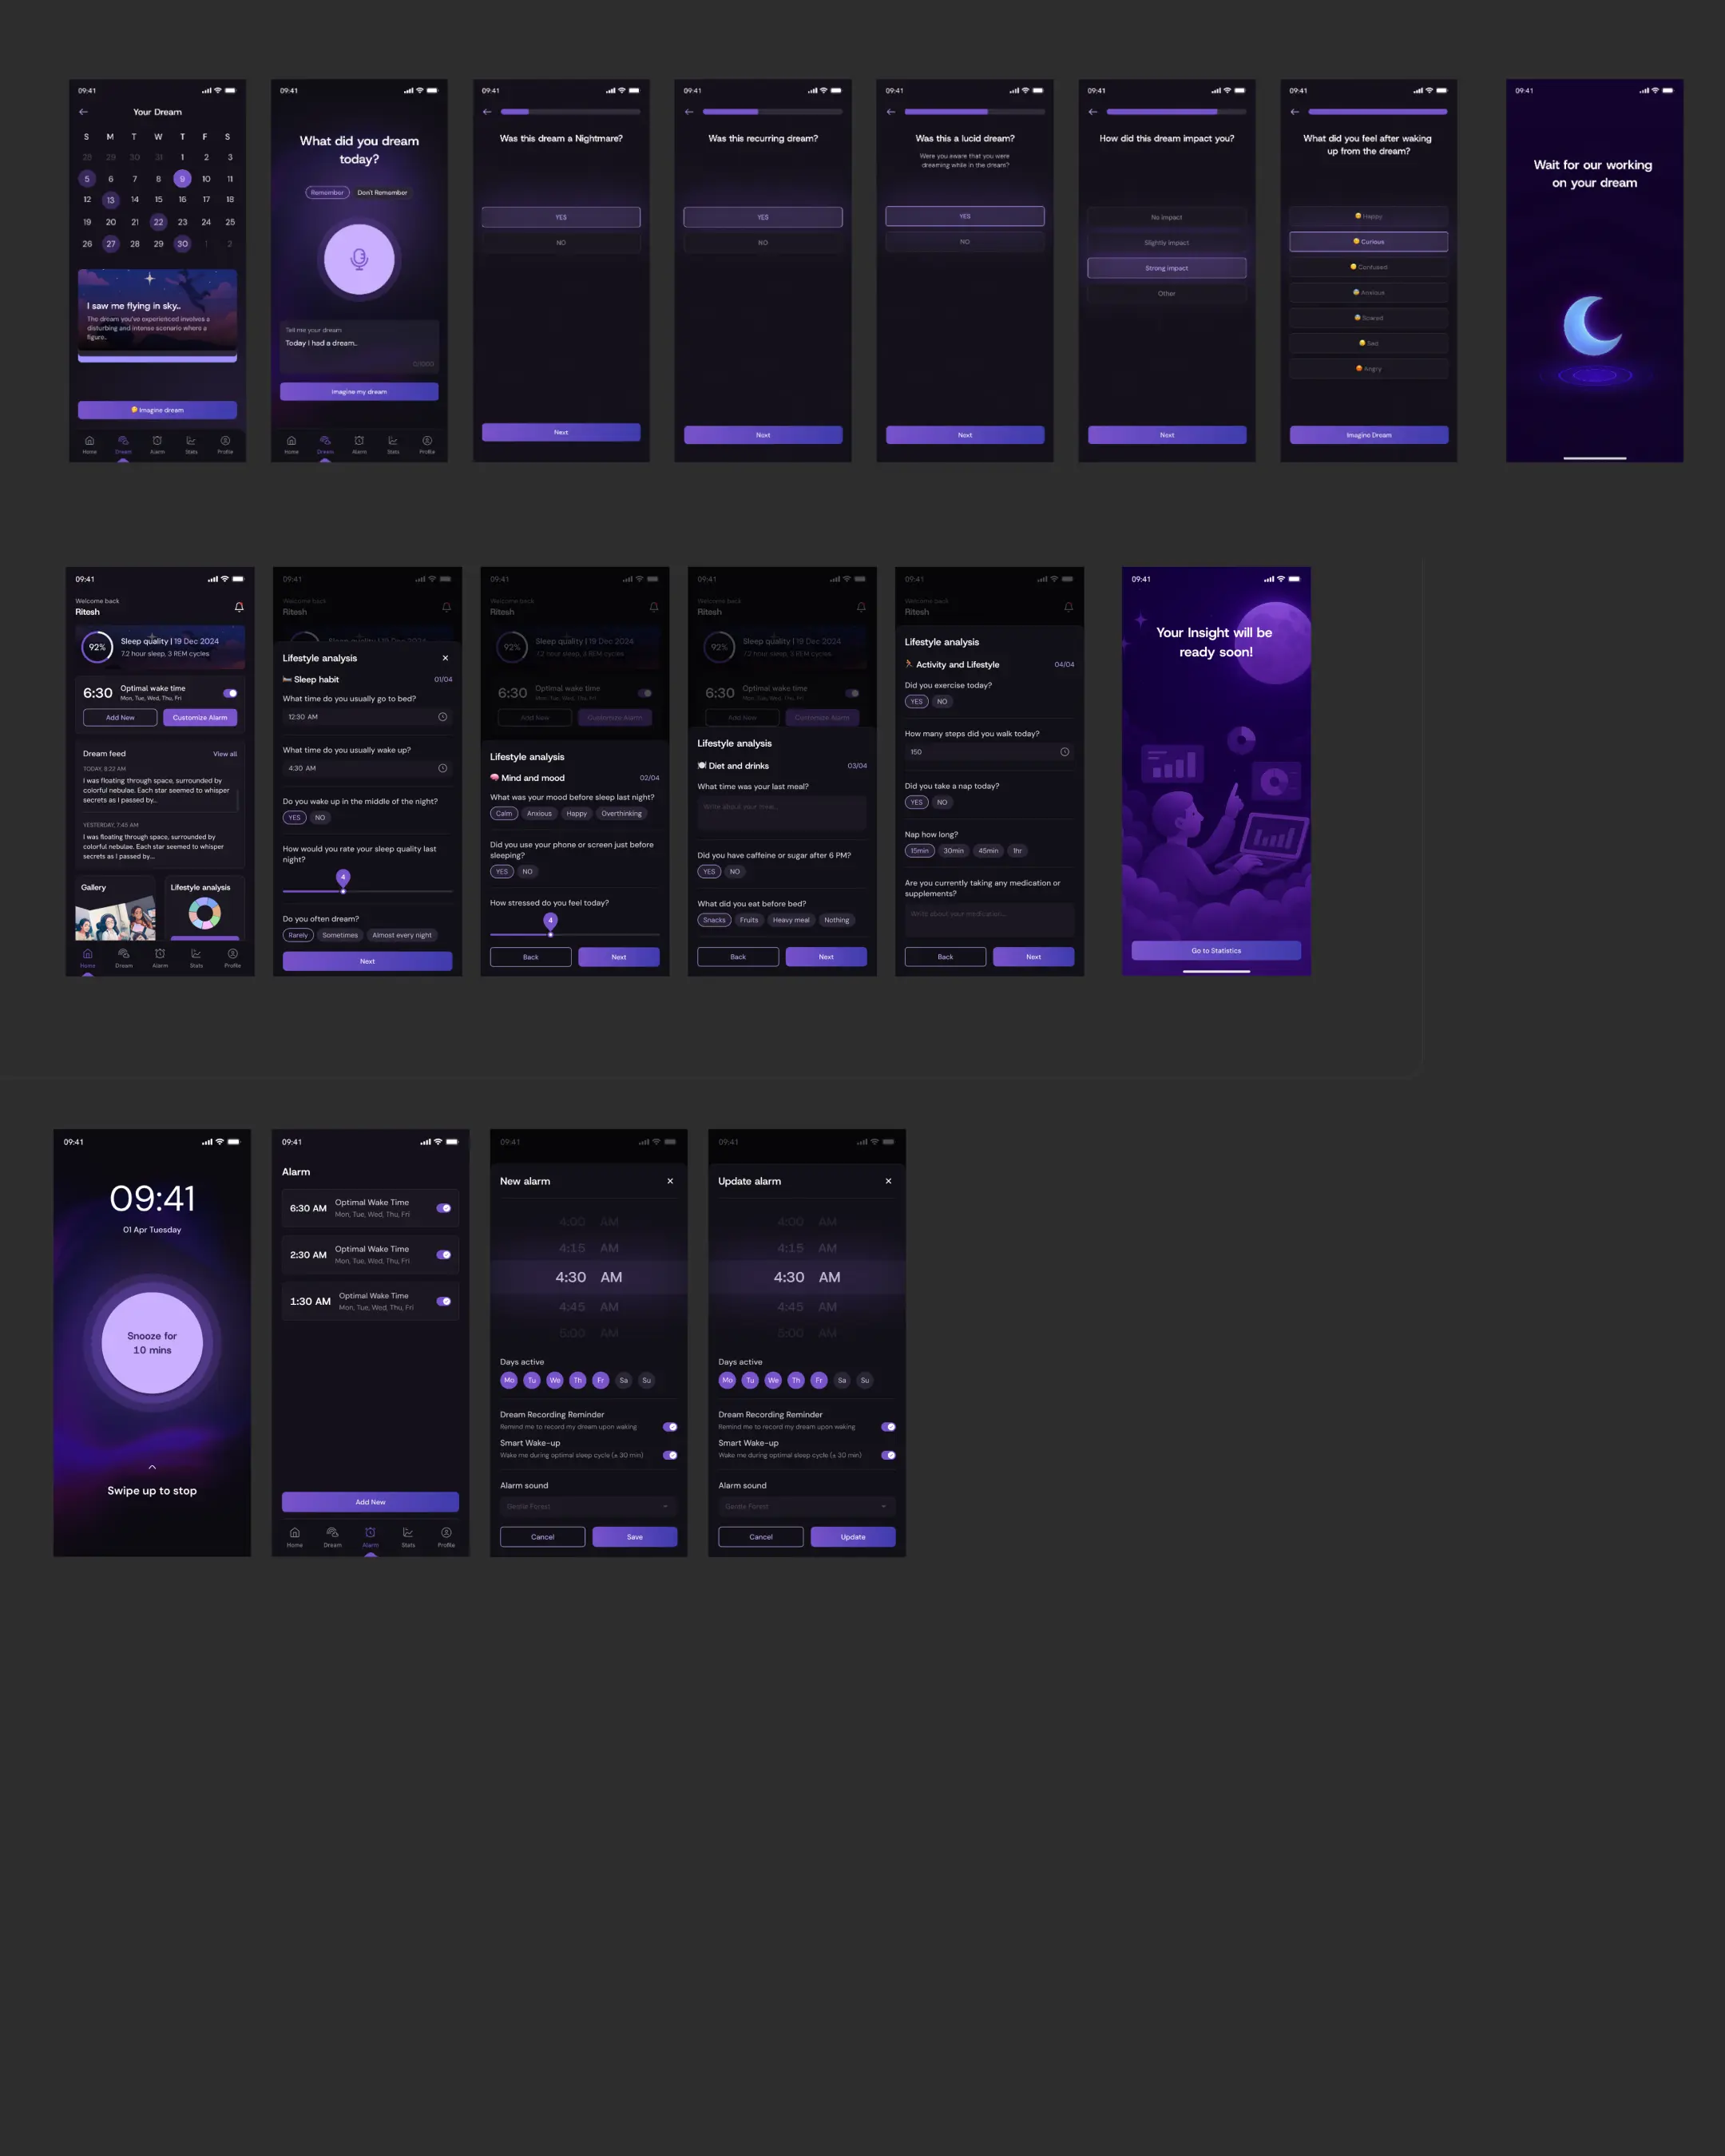 09:41
Your Dream
S M T W T F S
28 29 30 31 1 2 3
5 6 7 8 9 10 11
12 13 14 15 16 17 18
19 20 21 22 23 24 25
26 27 28 29 30 1 2
I saw me flying in sky..
The dream you've experienced involves a
disturbing and intense scenario where a
figure..
Imagine dream
Home Dream Alarm Stats Profile
09:41
What did you dream
today?
Remember Don't Remember
Tell me your dream
Today I had a dream..
0/1000
Imagine my dream
Home Dream Alarm Stats Profile
09:41
Was this dream a Nightmare?
YES
NO
Next
09:41
Was this recurring dream?
YES
NO
Next
09:41
Was this a lucid dream?
Were you aware that you were
dreeming while in the dream?
YES
NO
Next
09:41
How did this dream impact you?
No impact
Slightly impact
Strong impact
Other
Next
09:41
What did you feel after waking
up from the dream?
Happy
Curious
Confused
Anxious
Scared
Sad
Angry
Imagine Dream
09:41
Wait for our working
on your dream
09:41
Welcome back
Ritesh
92%
Sleep quality | 19 Dec 2024
7.2 hour sleep, 3 REM cycles
6:30
Optimal wake time
Mon, Tue, Wed, Thu, Fri
Add New Customize Alarm
Dream feed View all
TODAY, 8:22 AM
I was floating through space, surrounded by
colorful nebulae. Each star seemed to whisper
secrets as I passed by...
YESTERDAY, 7:45 AM
I was floating through space, surrounded by
colorful nebulae. Each star seemed to whisper
secrets as I passed by...
Gallery Lifestyle analysis
Home Dream Alarm Stats Profile
09:41
Welcome back
Ritesh
Lifestyle analysis
Sleep habit 01/04
What time do you usually go to bed?
12:30 AM
What time do you usually wake up?
4:30 AM
Do you wake up in the middle of the night?
YES NO
How would you rate your sleep quality last
night?
4
Do you often dream?
Rarely Sometimes Almost every night
Next
09:41
Welcome back
Ritesh
92%
Sleep quality | 19 Dec 2024
7.2 hour sleep, 3 REM cycles
6:30
Optimal wake time
Mon, Tue, Wed, Thu, Fri
Add New Customize Alarm
Lifestyle analysis
Mind and mood 02/04
What was your mood before sleep last night?
Calm Anxious Happy Overthinking
Did you use your phone or screen just before
sleeping?
YES NO
How stressed do you feel today?
4
Back Next
09:41
Welcome back
Ritesh
92%
Sleep quality | 19 Dec 2024
7.2 hour sleep, 3 REM cycles
6:30
Optimal wake time
Mon, Tue, Wed, Thu, Fri
Add New Customize Alarm
Lifestyle analysis
Diet and drinks 03/04
What time was your last meal?
Write about your meal...
Did you have caffeine or sugar after 6 PM?
YES NO
What did you eat before bed?
Snacks Fruits Heavy meal Nothing
Back Next
09:41
Welcome back
Ritesh
Lifestyle analysis
Activity and Lifestyle 04/04
Did you exercise today?
YES NO
How many steps did you walk today?
150
Did you take a nap today?
YES NO
Nap how long?
15min 30min 45min 1hr
Are you currently taking any medication or
supplements?
Write about your medication...
Back Next
09:41
Your Insight will be
ready soon!
Go to Statistics
09:41
09:41
01 Apr Tuesday
Snooze for
10 mins
Swipe up to stop
09:41
Alarm
6:30 AM
Optimal Wake Time
Mon, Tue, Wed, Thu, Fri
2:30 AM
Optimal Wake Time
Mon, Tue, Wed, Thu, Fri
1:30 AM
Optimal Wake Time
Mon, Tue, Wed, Thu, Fri
Add New
Home Dream Alarm Stats Profile
09:41
New alarm
4:00 AM
4:15 AM
4:30 AM
4:45 AM
5:00 AM
Days active
Mo Tu We Th Fr Sa Su
Dream Recording Reminder
Remind me to record my dream upon waking
Smart Wake-up
Wake me during optimal sleep cycle (± 30 min)
Alarm sound
Gentle Forest
Cancel Save
09:41
Update alarm
4:00 AM
4:15 AM
4:30 AM
4:45 AM
5:00 AM
Days active
Mo Tu We Th Fr Sa Su
Dream Recording Reminder
Remind me to record my dream upon waking
Smart Wake-up
Wake me during optimal sleep cycle (± 30 min)
Alarm sound
Gentle Forest
Cancel Update